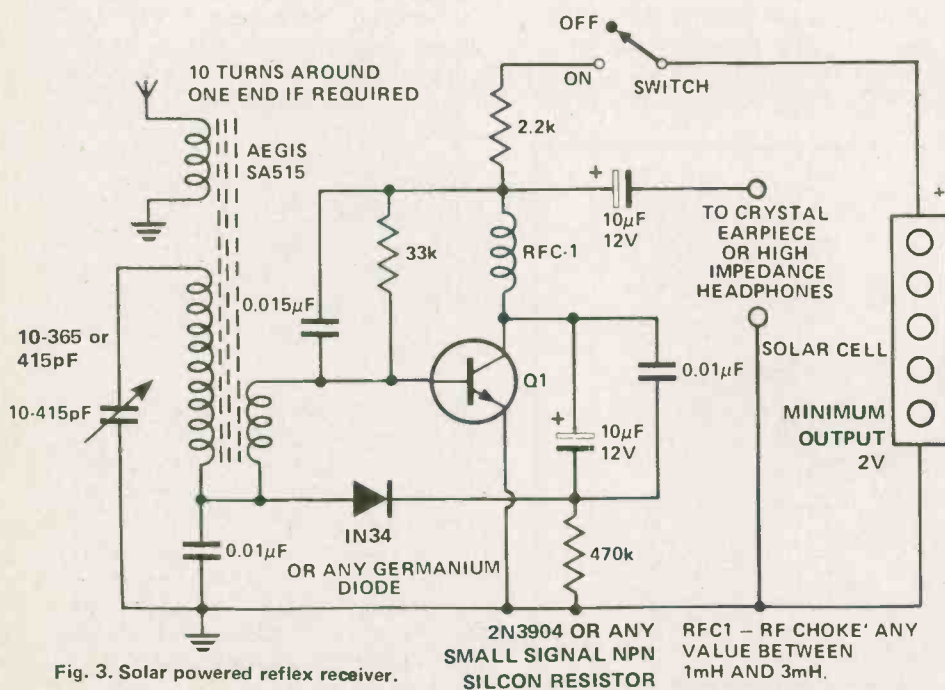 OFF
ON
SWITCH
10 TURNS AROUND
ONE END IF REQUIRED
AEGIS
SA515
2.2k
+
10µF
12V
33k
RFC-1
0.015µF
TO CRYSTAL
EARPIECE
OR HIGH
IMPEDANCE
HEADPHONES
+
10-365 or
415pF
10-415pF
Q1
0.01µF
SOLAR CELL
+
10µF
12V
MINIMUM
OUTPUT
2V
0.01µF
IN34
OR ANY GERMANIUM
DIODE
470k
2N3904 OR ANY
SMALL SIGNAL NPN
SILCON RESISTOR
RFC1 – RF CHOKE' ANY
VALUE BETWEEN
1mH AND 3mH.
Fig. 3. Solar powered reflex receiver.